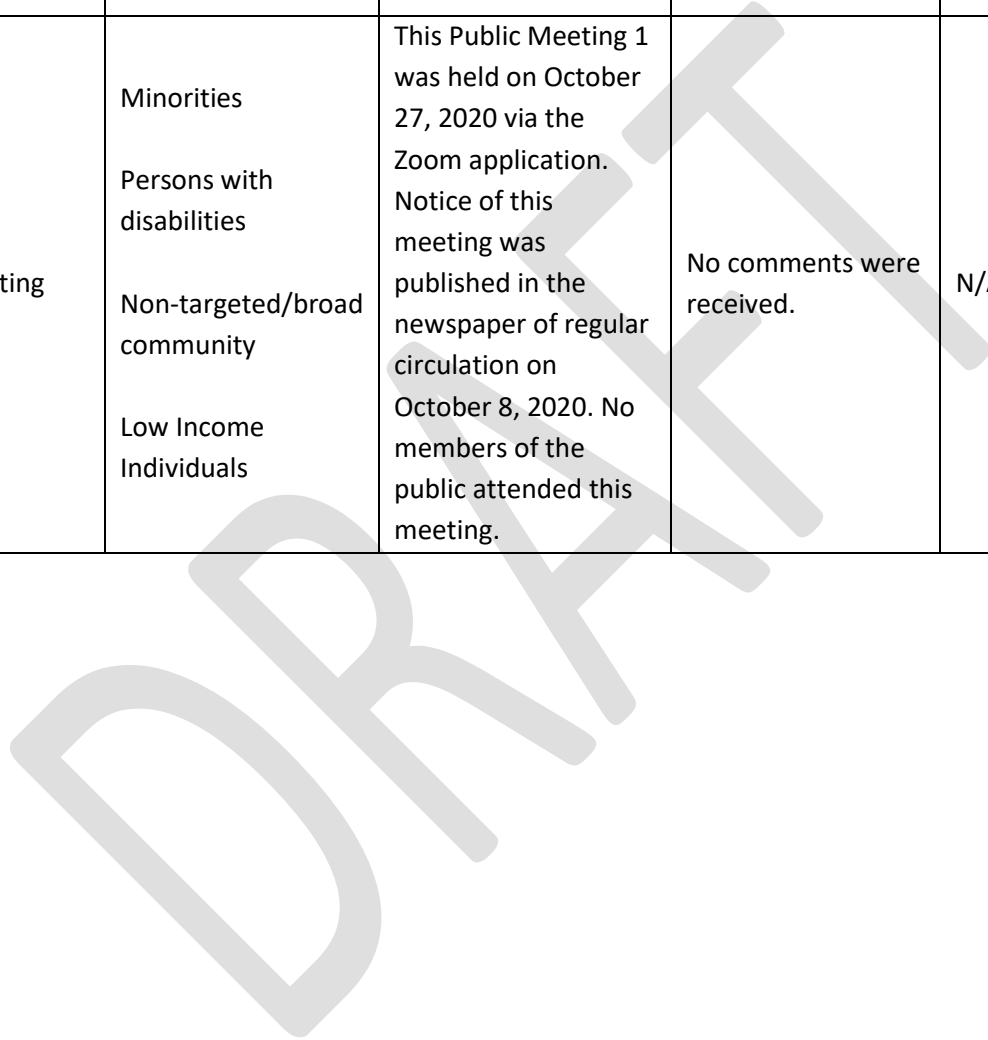 ting
Minorities
Persons with
disabilities
Non-targeted/broad
community
Low Income
Individuals
This Public Meeting 1
was held on October
27, 2020 via the
Zoom application.
Notice of this
meeting was
published in the
newspaper of regular
circulation on
October 8, 2020. No
members of the
public attended this
meeting.
No comments were
received.
N/
DRAFT